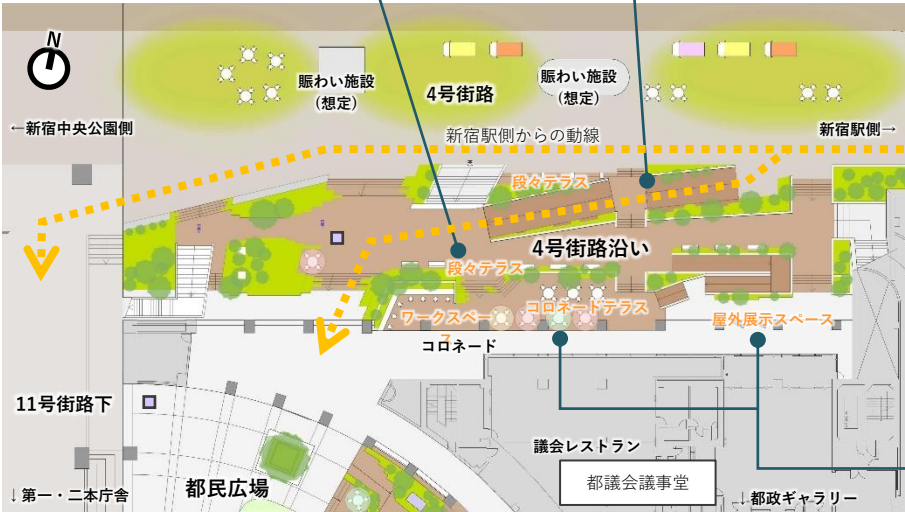 N
賑わい施設
(想定)
4号街路
賑わい施設
(想定)
←新宿中央公園側
新宿駅側→
新宿駅側からの動線
段々テラス
4号街路沿い
段々テラス
ワークスペー
ス
コロネードテラス
屋外展示スペース
コロネード
11号街路下
議会レストラン
都議会議事堂
都民広場
↓第一・二本庁舎
↓都政ギャラリー